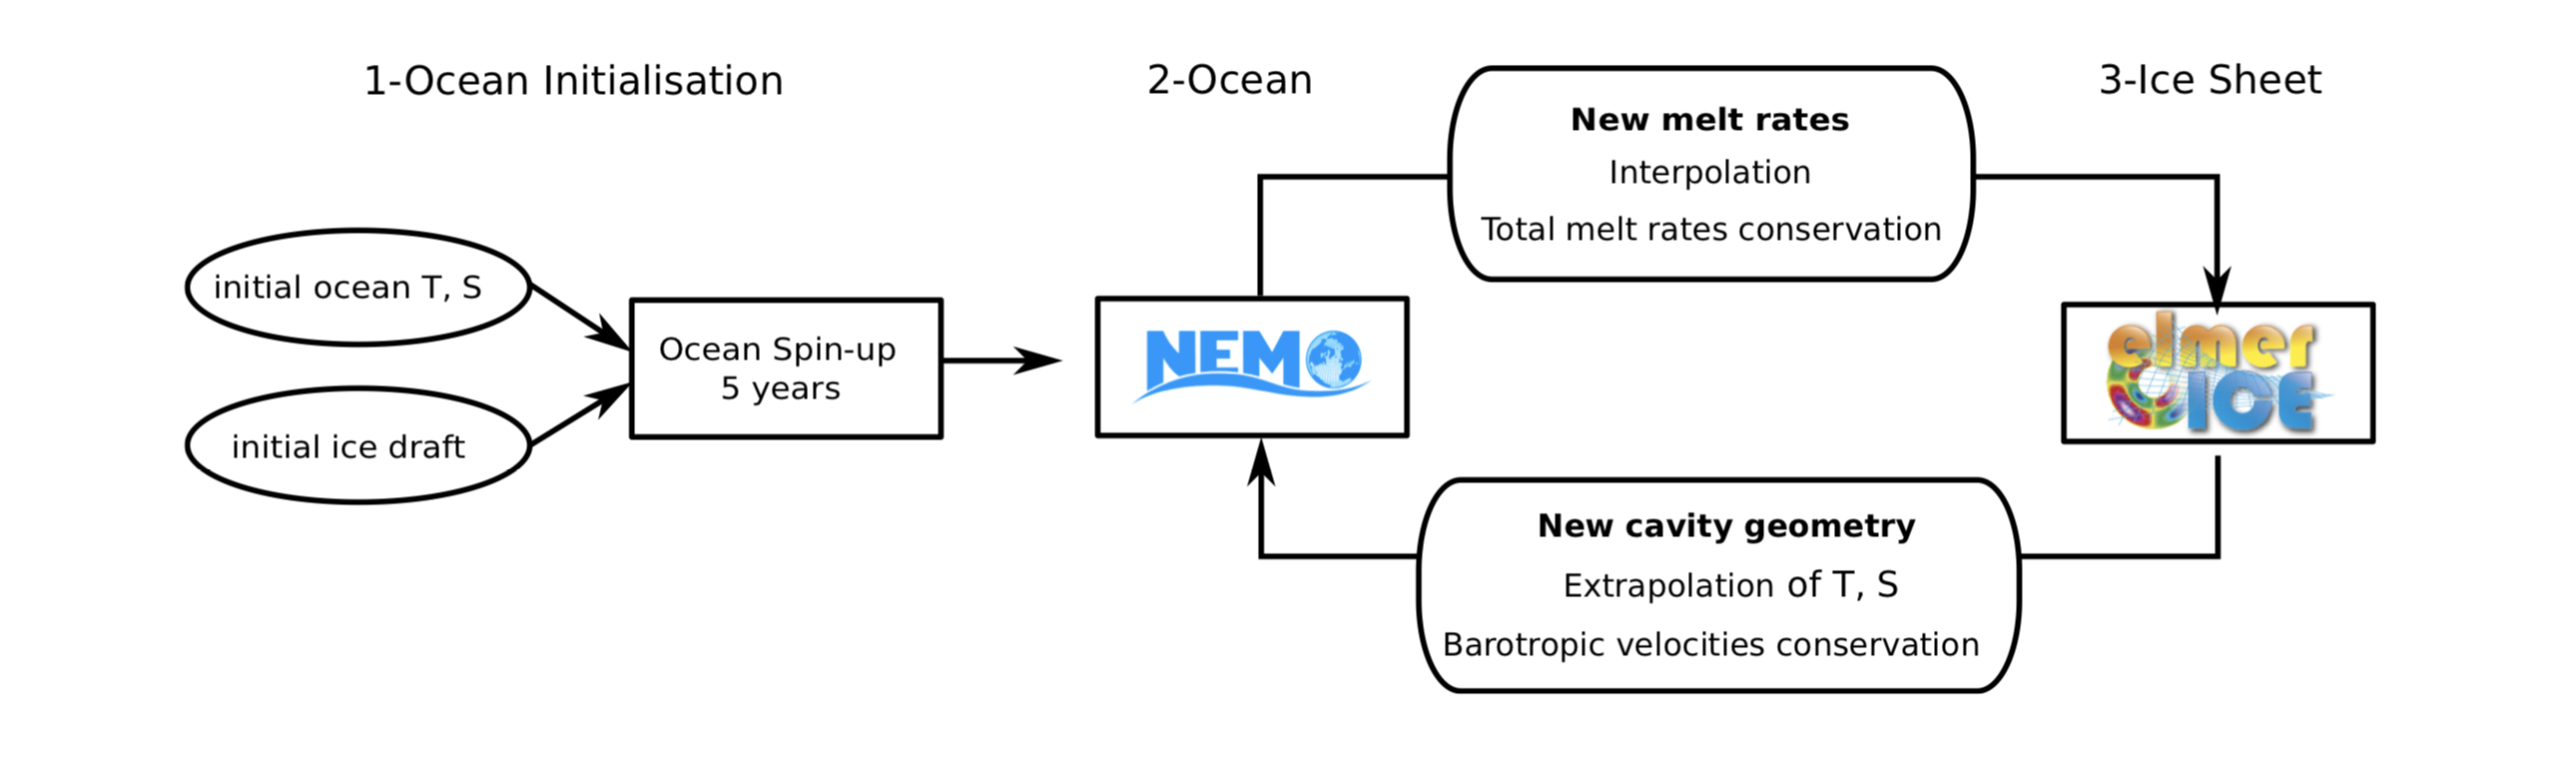 1-Ocean Initialisation
2-Ocean
3-Ice Sheet
initial ocean T, S
initial ice draft
Ocean Spin-up
5 years
NEMO
New melt rates
Interpolation
Total melt rates conservation
elmer
ICE
New cavity geometry
Extrapolation of T, S
Barotropic velocities conservation